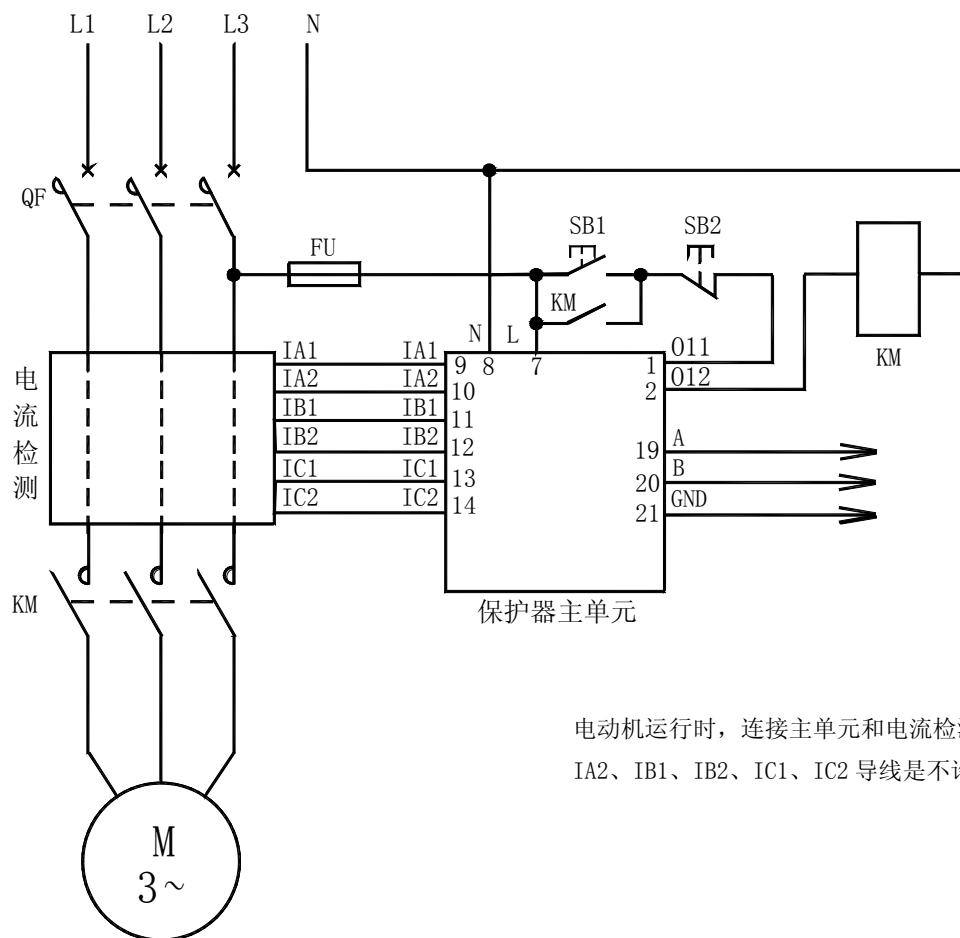 L1 L2 L3 N
QF
FU
SB1 SB2
KM
KM
N L
8 7
电流检测
IA1 IA1 9
IA2 IA2 10
IB1 IB1 11
IB2 IB2 12
IC1 IC1 13
IC2 IC2 14
1 O11
2 O12
19 A
20 B
21 GND
KM
保护器主单元
M
3~
电动机运行时，连接主单元和电流检
IA2、IB1、IB2、IC1、IC2 导线是不